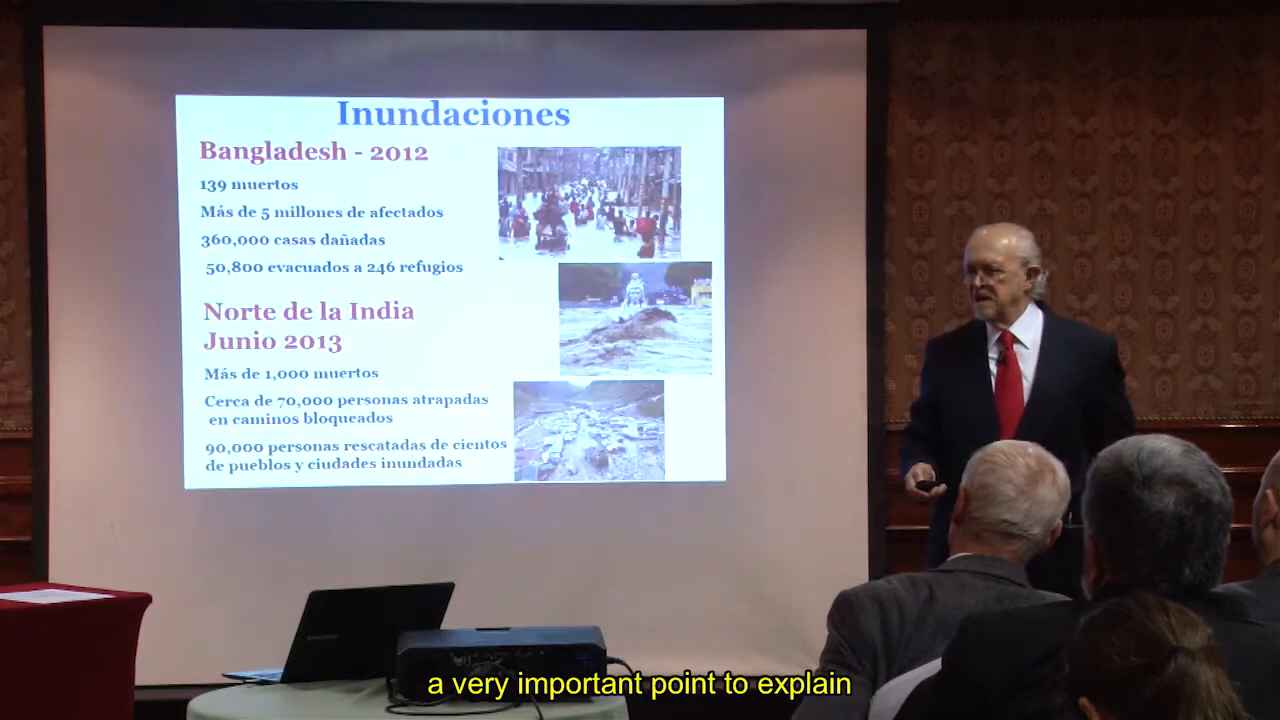 Inundaciones
Bangladesh - 2012
139 muertos
Más de 5 millones de afectados
360,000 casas dañadas
50,800 evacuados a 246 refugios
Norte de la India
Junio 2013
Más de 1,000 muertos
Cerca de 70,000 personas atrapadas
en caminos bloqueados
90,000 personas rescatadas de cientos
de pueblos y ciudades inundadas
SAMSUNG
a very important point to explain